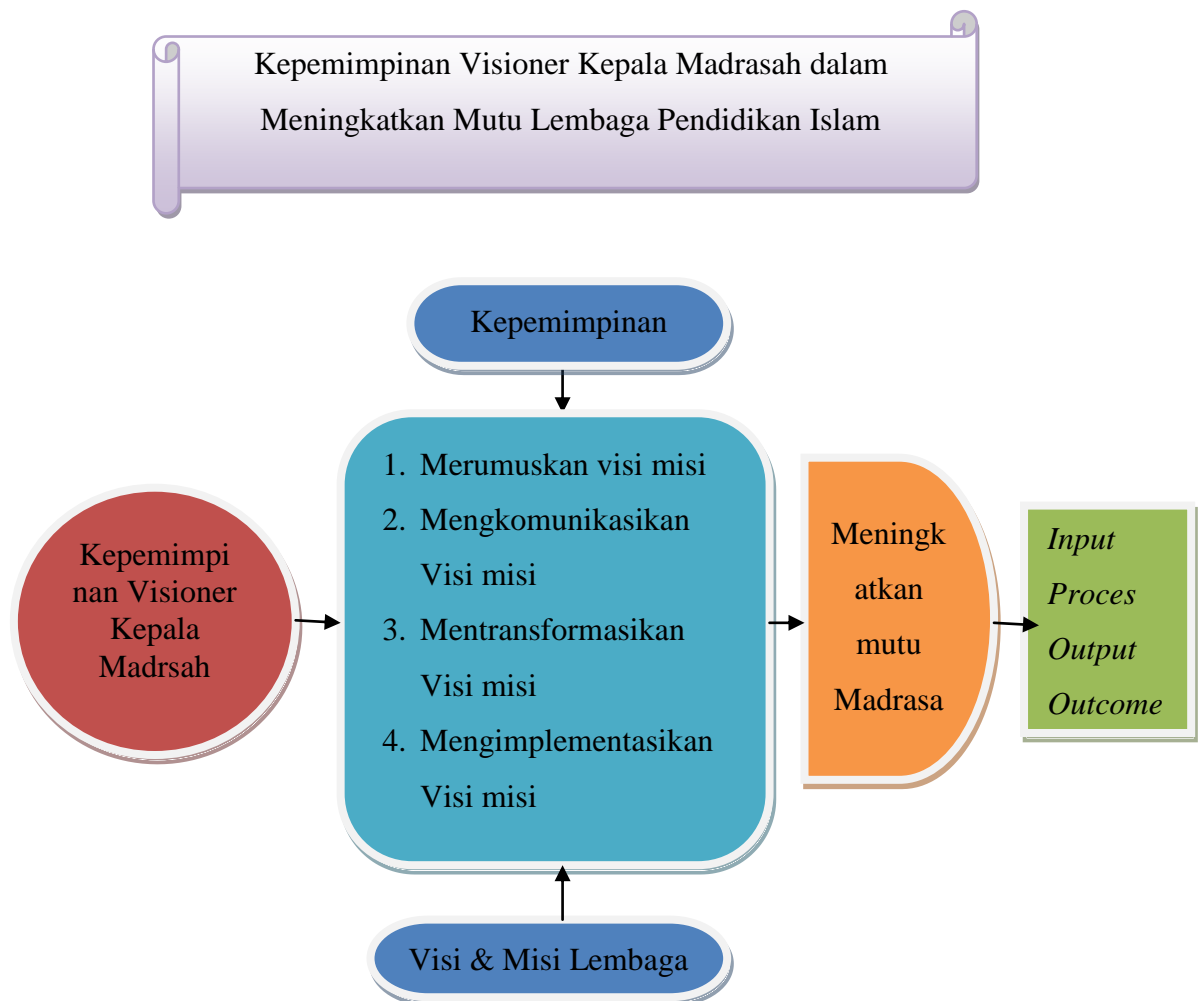 Kepemimpinan Visioner Kepala Madrasah dalam
Meningkatkan Mutu Lembaga Pendidikan Islam
Kepemimpinan
Kepemimpi
nan Visioner
Kepala
Madrsah
1. Merumuskan visi misi
2. Mengkomunikasikan
Visi misi
3. Mentransformasikan
Visi misi
4. Mengimplementasikan
Visi misi
Meningk
atkan
mutu
Madrasa
Input
Proces
Output
Outcome
Visi & Misi Lembaga